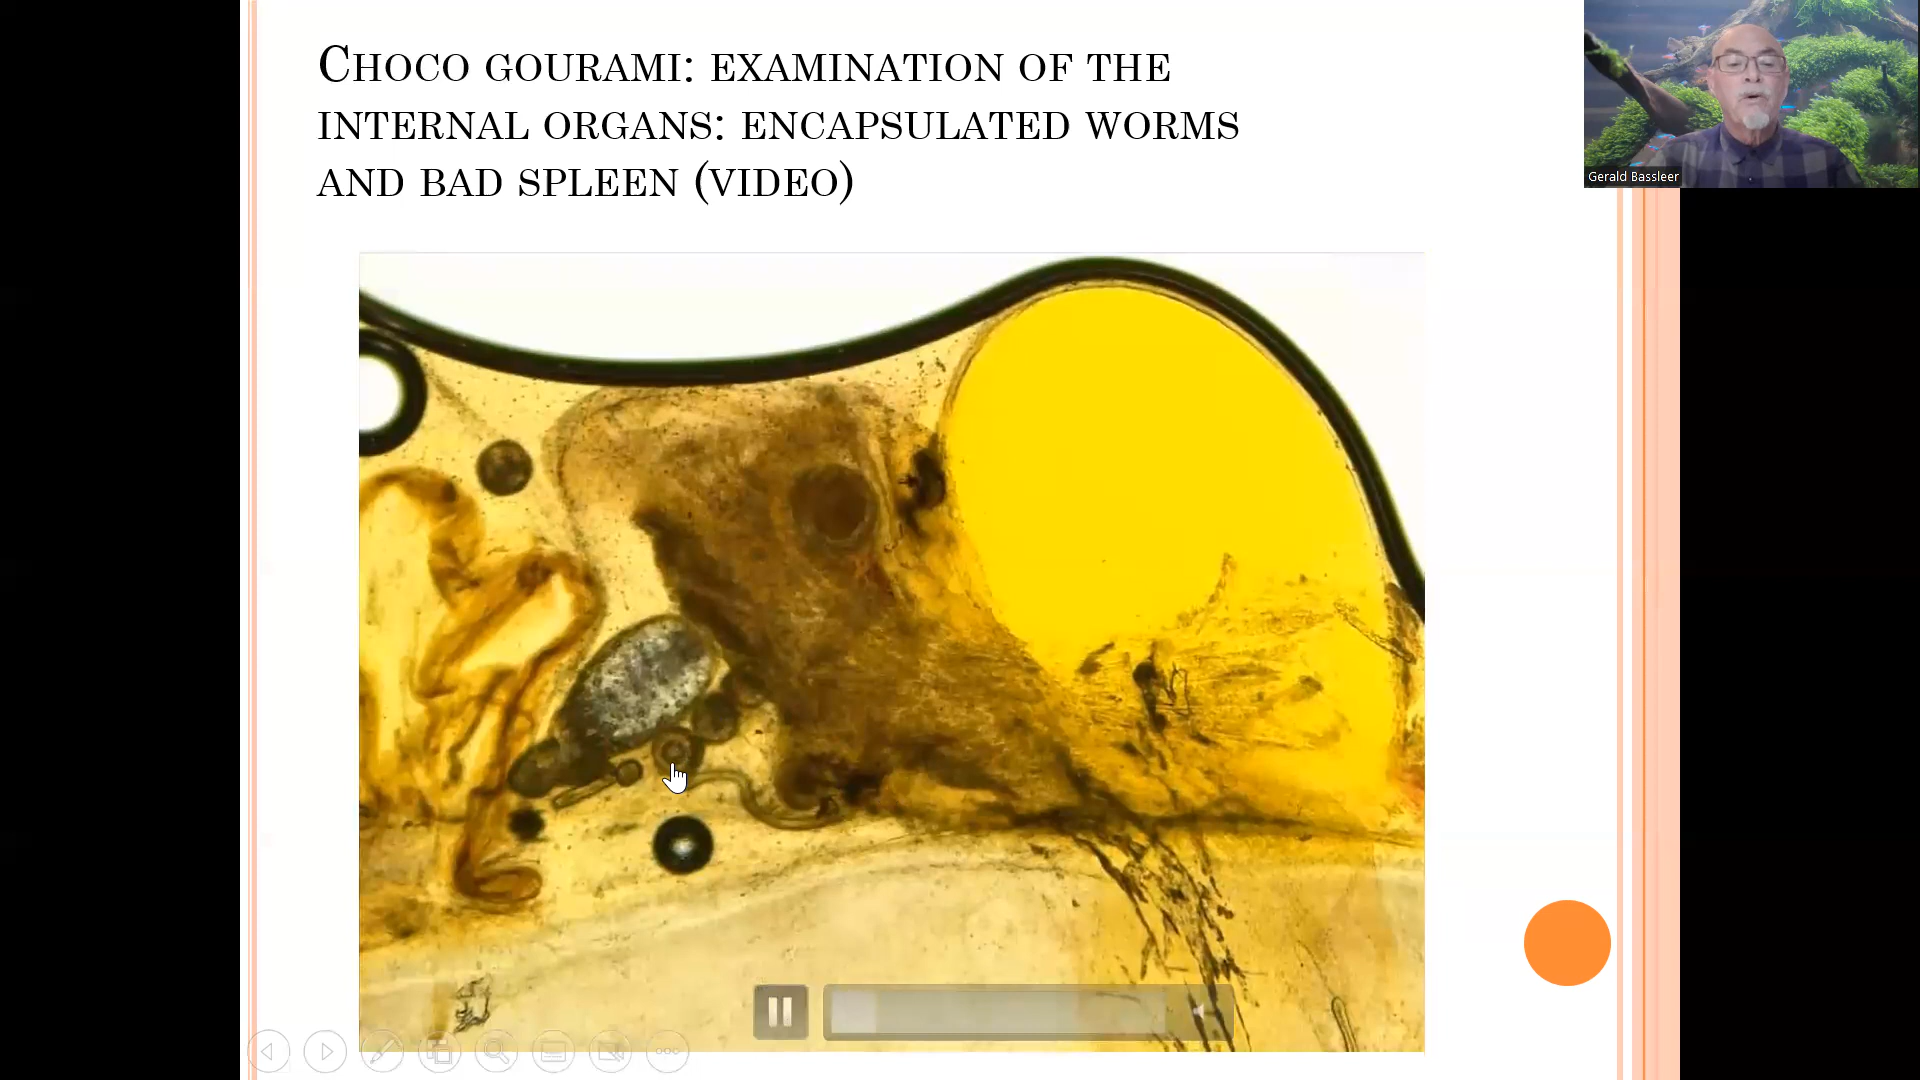 Choco gourami: examination of the
internal organs: encapsulated worms
and bad spleen (video)
Gerald Bassleer